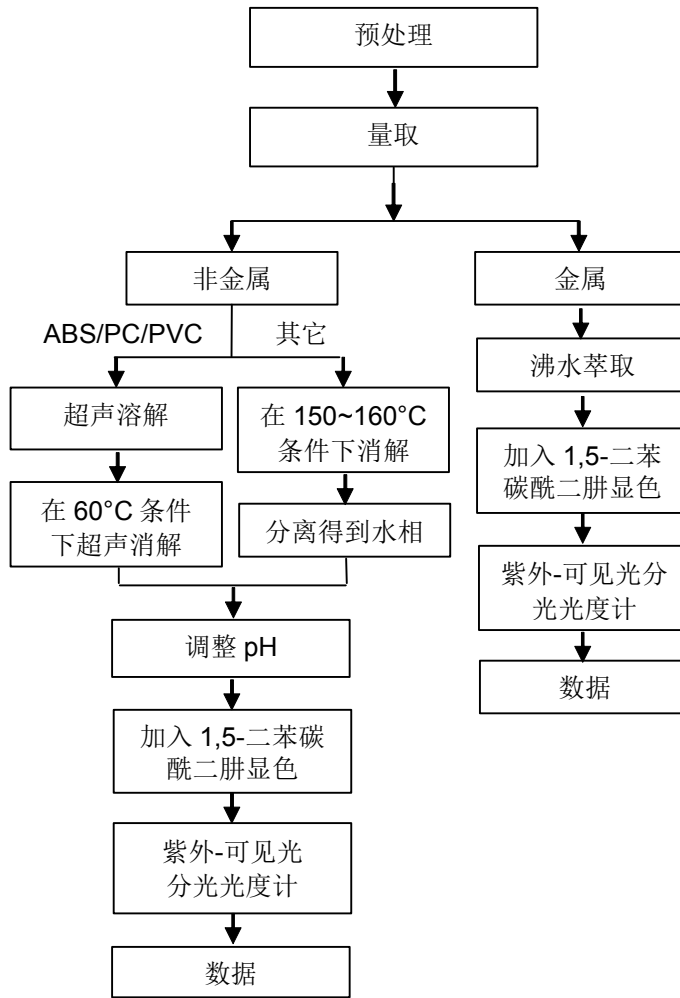 预处理
量取
非金属
金属
ABS/PC/PVC
其它
沸水萃取
超声溶解
在 150~160°C
条件下消解
加入 1,5-二苯
碳酰二肼显色
在 60°C 条件
下超声消解
分离得到水相
紫外-可见光分
光光度计
调整 pH
数据
加入 1,5-二苯碳
酰二肼显色
紫外-可见光
分光光度计
数据